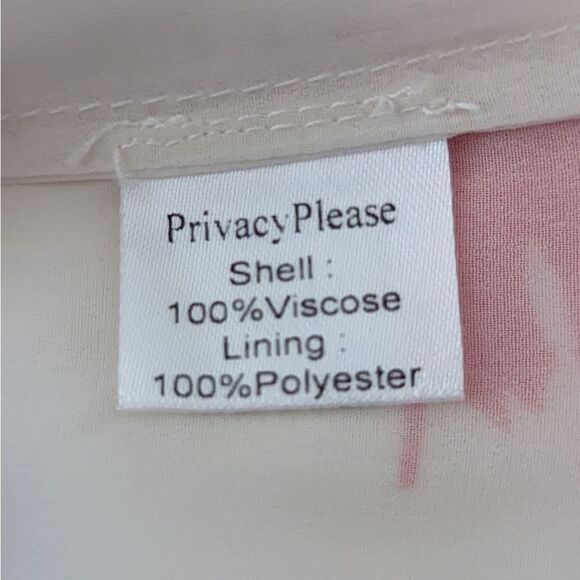 PrivacyPlease
Shell :
100%Viscose
Lining :
100%Polyester